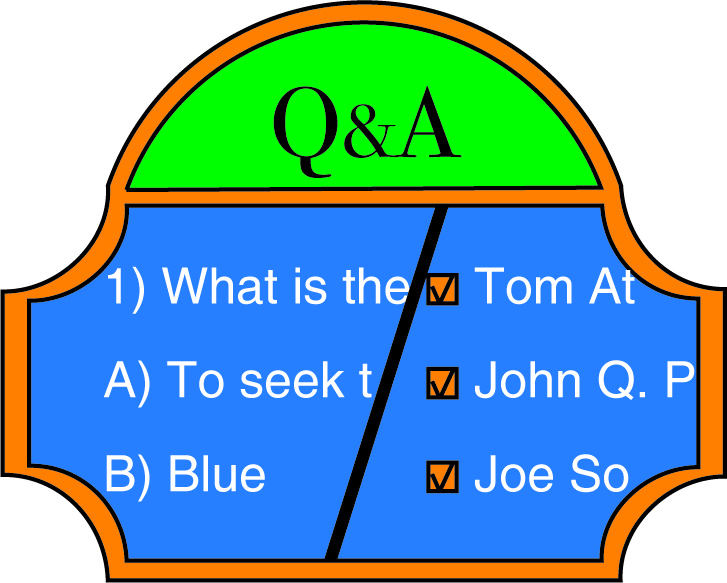 Q&A
1) What is the
A) To seek t
B) Blue
Tom At
John Q. P
Joe So